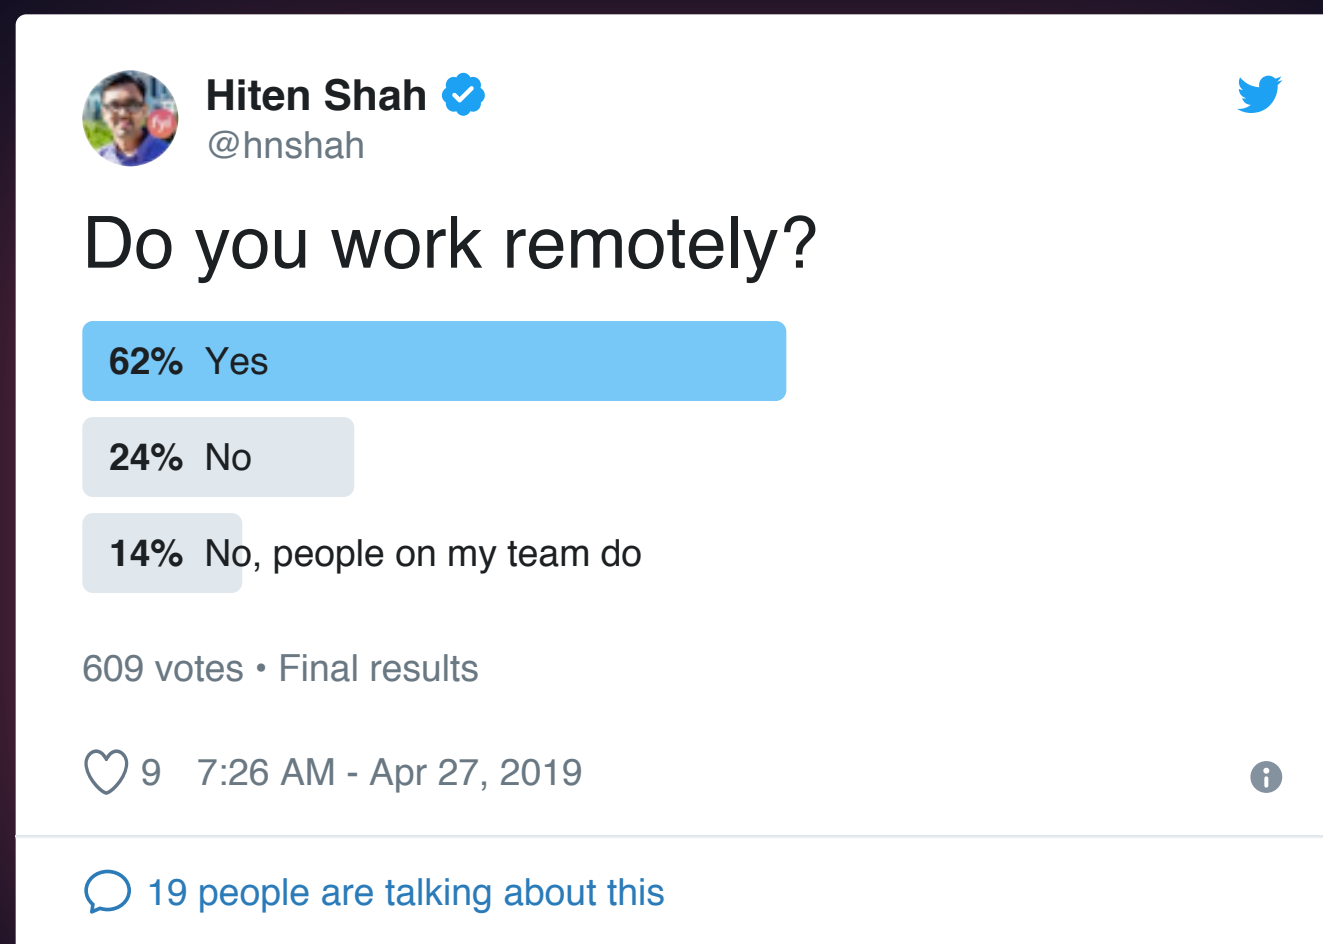 Hiten Shah
@hnshah
Do you work remotely?
62% Yes
24% No
14% No, people on my team do
609 votes • Final results
9 7:26 AM - Apr 27, 2019
19 people are talking about this